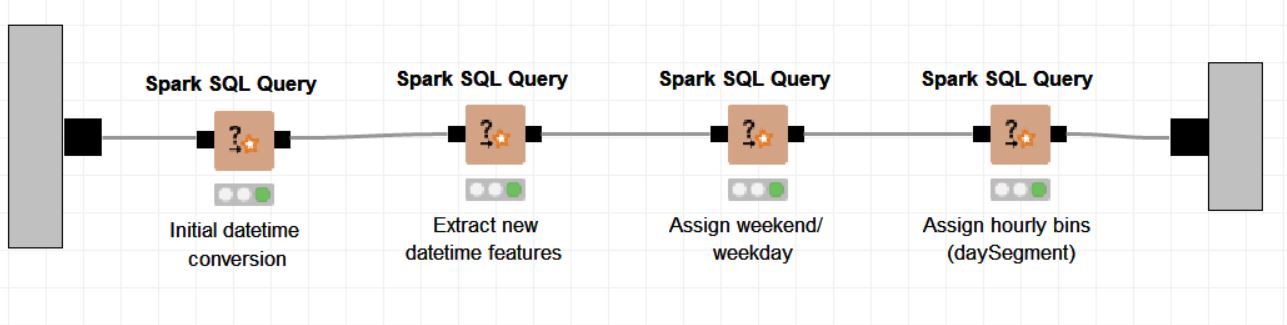 Spark SQL Query
Initial datetime
conversion
Spark SQL Query
Extract new
datetime features
Spark SQL Query
Assign weekend/
weekday
Spark SQL Query
Assign hourly bins
(daySegment)